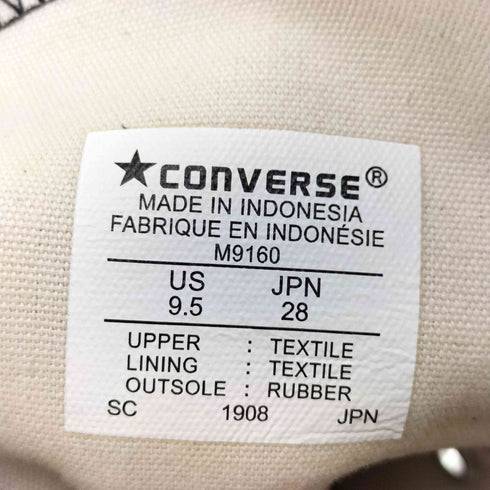 ★CONVERSE®
MADE IN INDONESIA
FABRIQUE EN INDONÉSIE
M9160
US JPN
9.5 28
UPPER : TEXTILE
LINING : TEXTILE
OUTSOLE : RUBBER
SC 1908 JPN